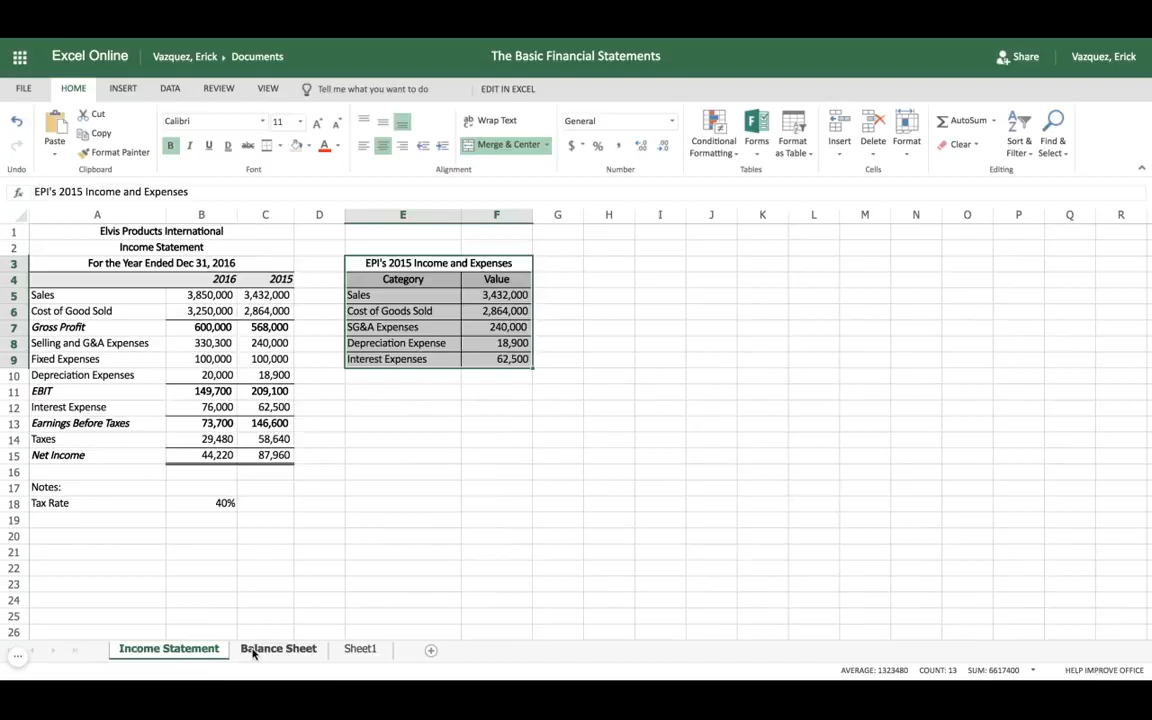 Excel Online Vazquez, Erick ▸ Documents The Basic Financial Statements Share Vazquez, Erick
FILE HOME INSERT DATA REVIEW VIEW Tell me what you want to do EDIT IN EXCEL
Cut Calibri 11 Wrap Text General AutoSum
Copy
Paste Conditional Forms Format Insert Delete Format Sort & Find &
Format Painter B I U D abc A Merge & Center $ % , Formatting as Table Clear Filter Select
Undo Clipboard Font Alignment Number Tables Cells Editing
fx EPI's 2015 Income and Expenses
A B C D E F G H I J K L M N O P Q R
1 Elvis Products International
2 Income Statement
3 For the Year Ended Dec 31, 2016 EPI's 2015 Income and Expenses
4 2016 2015 Category Value
5 Sales 3,850,000 3,432,000 Sales 3,432,000
6 Cost of Good Sold 3,250,000 2,864,000 Cost of Goods Sold 2,864,000
7 Gross Profit 600,000 568,000 SG&A Expenses 240,000
8 Selling and G&A Expenses 330,300 240,000 Depreciation Expense 18,900
9 Fixed Expenses 100,000 100,000 Interest Expenses 62,500
10 Depreciation Expenses 20,000 18,900
11 EBIT 149,700 209,100
12 Interest Expense 76,000 62,500
13 Earnings Before Taxes 73,700 146,600
14 Taxes 29,480 58,640
15 Net Income 44,220 87,960
16
17 Notes:
18 Tax Rate 40%
19
20
21
22
23
24
25
26
Income Statement Balance Sheet Sheet1
AVERAGE: 1323480 COUNT: 13 SUM: 6617400 HELP IMPROVE OFFICE